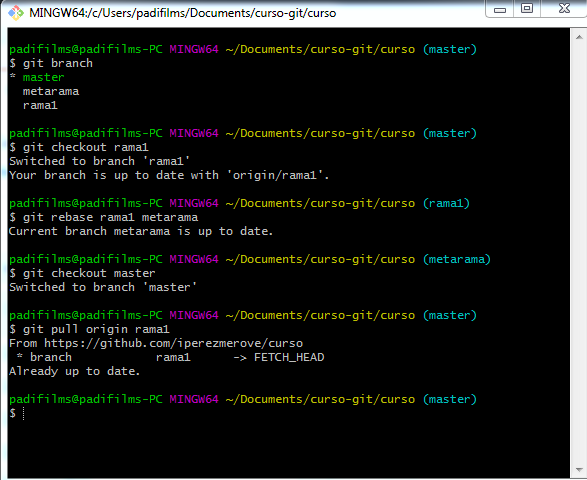 MINGW64:/c/Users/padifilms/Documents/curso-git/curso
padifilms@padifilms-PC MINGW64 ~/Documents/curso-git/curso (master)
$ git branch
* master
  metarama
  rama1
padifilms@padifilms-PC MINGW64 ~/Documents/curso-git/curso (master)
$ git checkout rama1
Switched to branch 'rama1'
Your branch is up to date with 'origin/rama1'.
padifilms@padifilms-PC MINGW64 ~/Documents/curso-git/curso (rama1)
$ git rebase rama1 metarama
Current branch metarama is up to date.
padifilms@padifilms-PC MINGW64 ~/Documents/curso-git/curso (metarama)
$ git checkout master
Switched to branch 'master'
padifilms@padifilms-PC MINGW64 ~/Documents/curso-git/curso (master)
$ git pull origin rama1
From https://github.com/iperezmerove/curso
 * branch            rama1      -> FETCH_HEAD
Already up to date.
padifilms@padifilms-PC MINGW64 ~/Documents/curso-git/curso (master)
$